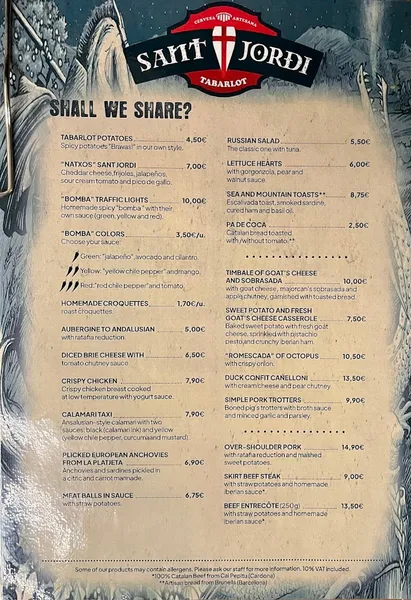 CERVEZA ARTESANA
SANT JORDI
TABARLOT
SHALL WE SHARE?
TABARLOT POTATOES 4,50€
Spicy potatoes "Bravas" in our own style.
"NATXOS" SANT JORDI 7,00€
Cheddar cheese, frijoles, jalapeños,
sour cream tomato and pico de gallo.
"BOMBA" TRAFFIC LIGHTS 10,00€
Homemade spicy "bomba" with their
own sauce (green, yellow and red).
"BOMBA" COLORS 3,50€/u.
Choose your sauce:
Green: "jalapeño", avocado and cilantro.
Yellow: "yellow chile pepper" and mango.
Red: "red chile pepper" and tomato.
HOMEMADE CROQUETTES 1,70€/u.
roast croquettes.
AUBERGINE TO ANDALUSIAN 5,00€
with ratafia reduction.
DICED BRIE CHEESE WITH 6,50€
tomato chutney sauce.
CRISPY CHICKEN 7,90€
Crispy chicken breast cooked
at low temperature with yogurt sauce.
CALAMARI TAXI 7,90€
Ansalusian-style calamari with two
sauces: black (calamari ink) and yellow
(yellow chile pepper, curcuma and mustard).
PLICKED EUROPEAN ANCHOVIES
FROM LA PLATJETA 6,90€
Anchovies and sardines pickled in
a citric and carrot marinade.
MEAT BALLS IN SAUCE 6,75€
with straw potatoes.
RUSSIAN SALAD 5,50€
The classic one with tuna.
LETTUCE HEARTS 6,00€
with gorgonzola, pear and
walnut sauce.
SEA AND MOUNTAIN TOASTS** 8,75€
Escalivada toast, smoked sardine,
cured ham and basil oil.
PA DE COCA 2,50€
Catalan bread toasted
with/without tomato.**
TIMBALE OF GOAT'S CHEESE
AND SOBRASADA 10,00€
with goat cheese, majorcan's sobrasada and
apple chutney, garnished with toasted bread.
SWEET POTATO AND FRESH
GOAT'S CHEESE CASSEROLE 7,50€
Baked sweet potato with fresh goat
cheese, sprinkled with pistachio
pesto, and crunchy iberian ham.
"ROMESCADA" OF OCTOPUS 10,50€
with crispy onion.
DUCK CONFIT CANELLONI 13,50€
with cream cheese and pear chutney.
SIMPLE PORK TROTTERS 9,90€
Boned pig's trotters with broth sauce
and minced garlic and parsley.
OVER-SHOULDER PORK 14,90€
with ratafia reduction and mashed
sweet potatoes.
SKIRT BEEF STEAK 9,00€
with straw potatoes and homemade
Iberian sauce*.
BEEF ENTRECÔTE (250g) 13,50€
with straw potatoes and homemade
Iberian sauce*.
Some of our products may contain allergens. Please ask our staff for more information. 10% VAT included.
*100% Catalan Beef from Cal Pepitu (Cardona)
**Artisan bread from Brunells (Barcelona)